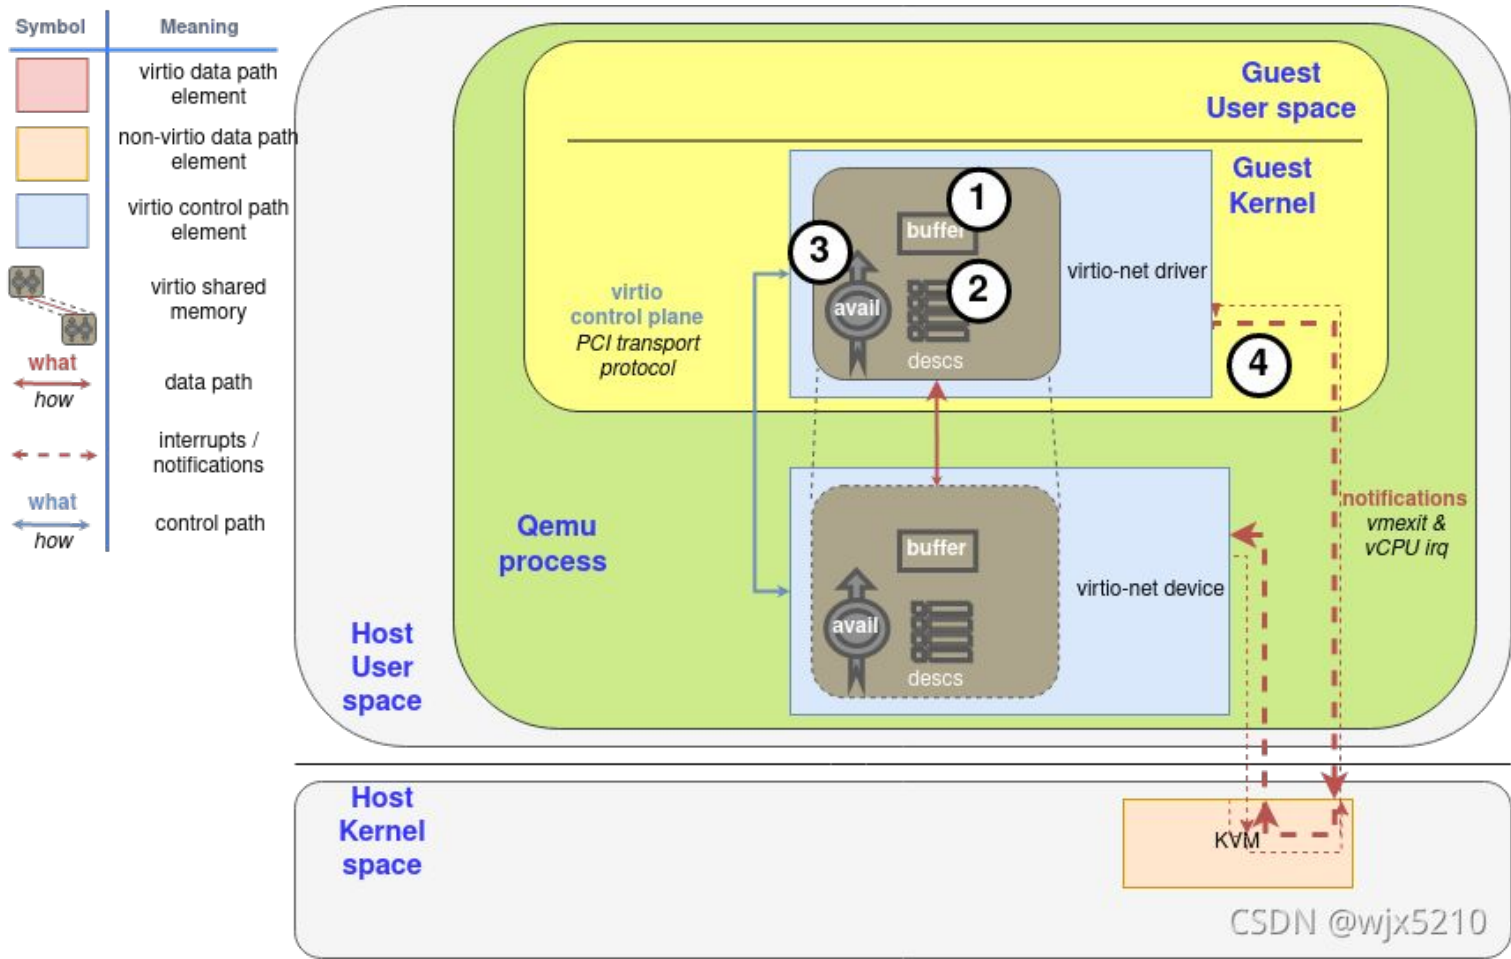 Symbol
Meaning
virtio data path
element
non-virtio data path
element
virtio control path
element
virtio shared
memory
what
how
data path
interrupts /
notifications
what
how
control path
Guest
User space
Guest
Kernel
1
buffer
3
2
avail
descs
virtio-net driver
virtio
control plane
PCI transport
protocol
4
notifications
vmexit &
vCPU irq
Qemu
process
buffer
avail
descs
virtio-net device
Host
User
space
Host
Kernel
space
KVM
CSDN @wjx5210